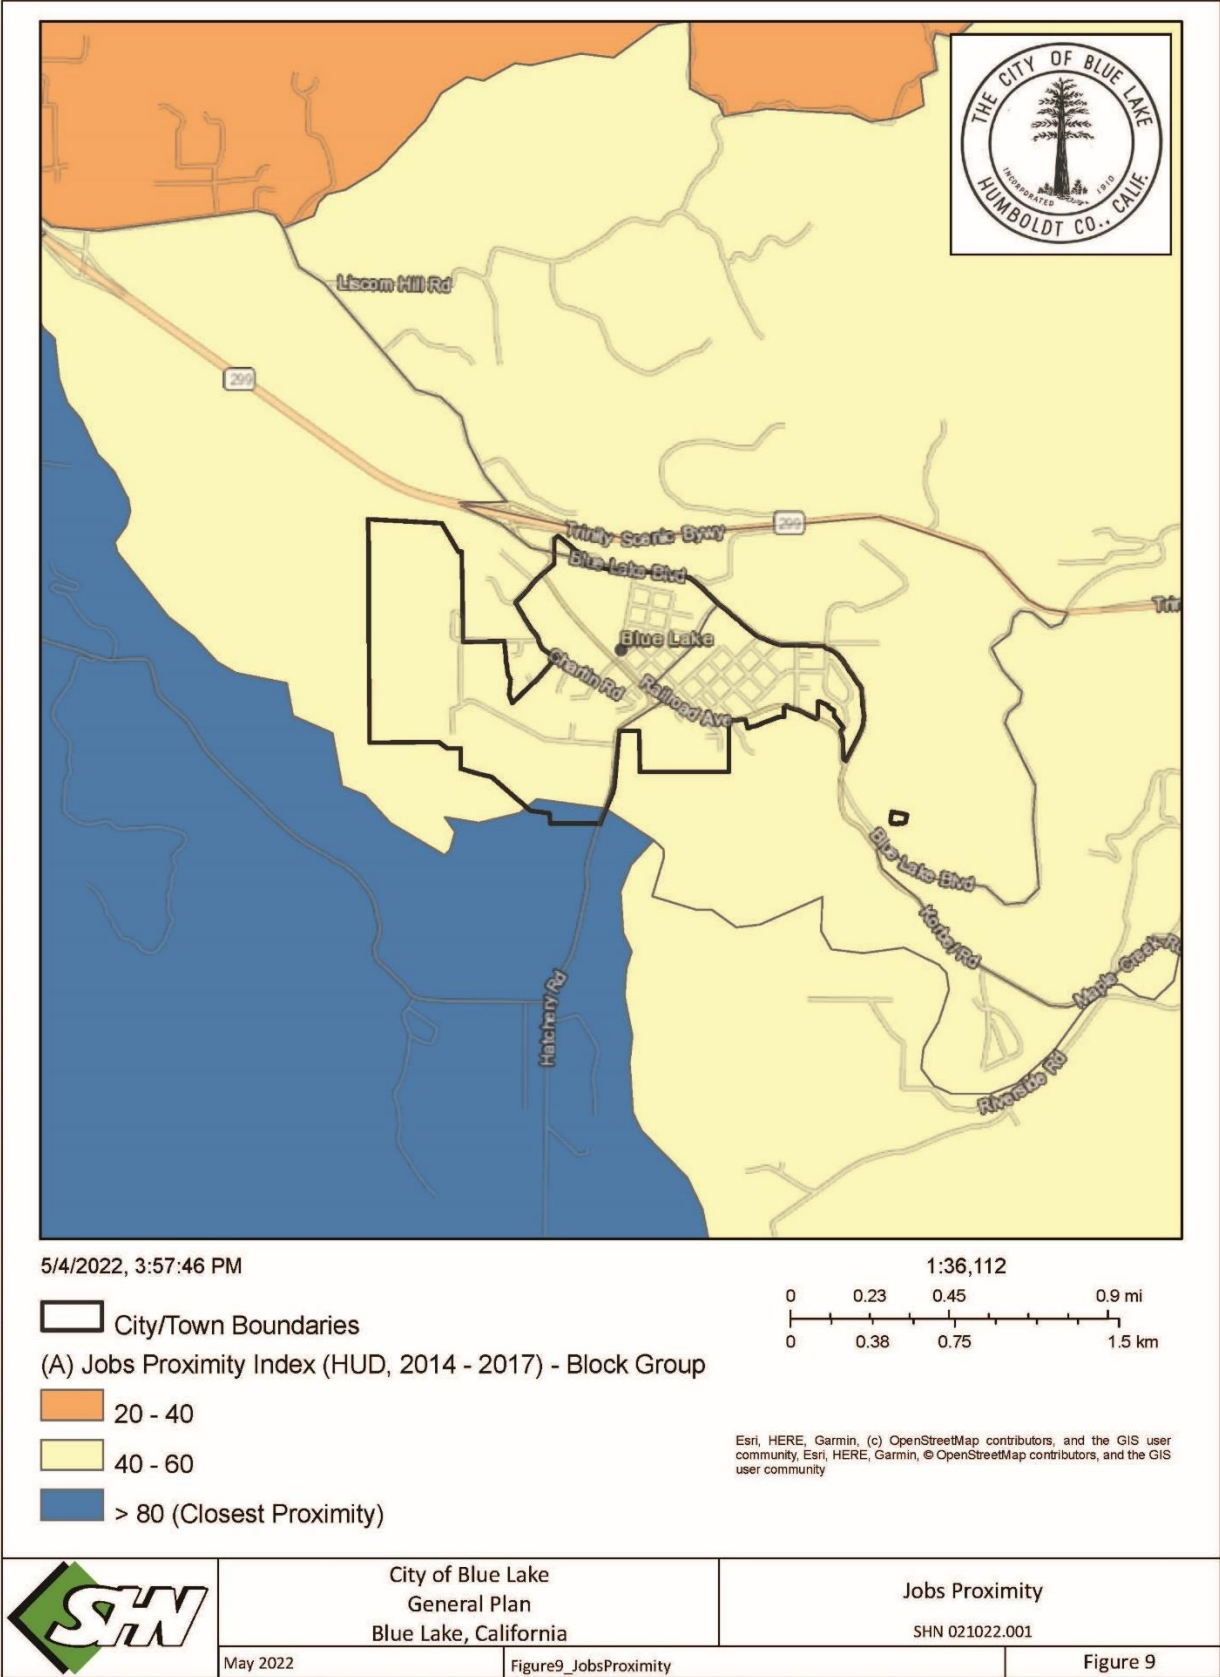 THE CITY OF BLUE LAKE
INCORPORATED 1910
HUMBOLDT CO., CALIF.
Liscom Hill Rd
299
Trinity Scenic Bywy
299
Blue Lake Blvd
Trin
Blue Lake
Chartin Rd
Railroad Ave
Blue Lake Blvd
Korbel Rd
Maple Creek R
Hatchery Rd
Riverside Rd
5/4/2022, 3:57:46 PM
1:36,112
0 0.23 0.45 0.9 mi
0 0.38 0.75 1.5 km
City/Town Boundaries
(A) Jobs Proximity Index (HUD, 2014 - 2017) - Block Group
20 - 40
40 - 60
> 80 (Closest Proximity)
Esri, HERE, Garmin, (c) OpenStreetMap contributors, and the GIS user
community, Esri, HERE, Garmin, © OpenStreetMap contributors, and the GIS
user community
SHN
City of Blue Lake
General Plan
Blue Lake, California
Jobs Proximity
SHN 021022.001
May 2022
Figure9_JobsProximity
Figure 9